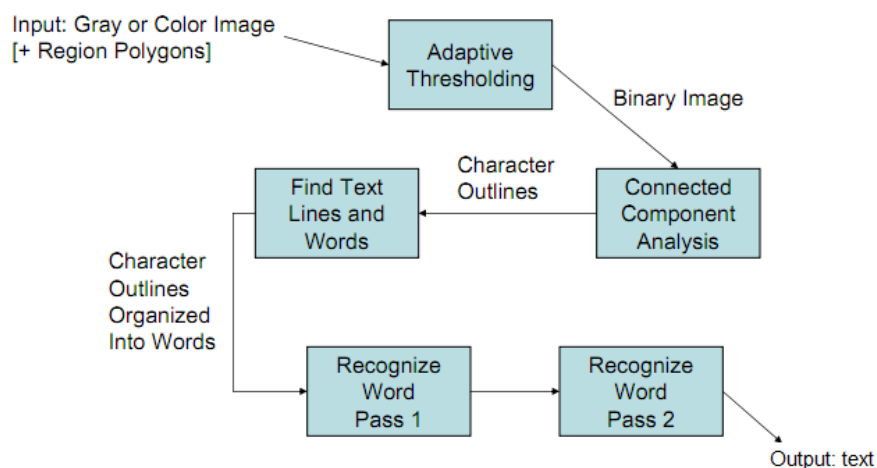 Input: Gray or Color Image
[+ Region Polygons]
Adaptive
Thresholding
Binary Image
Connected
Component
Analysis
Character
Outlines
Find Text
Lines and
Words
Character
Outlines
Organized
Into Words
Recognize
Word
Pass 1
Recognize
Word
Pass 2
Output: text